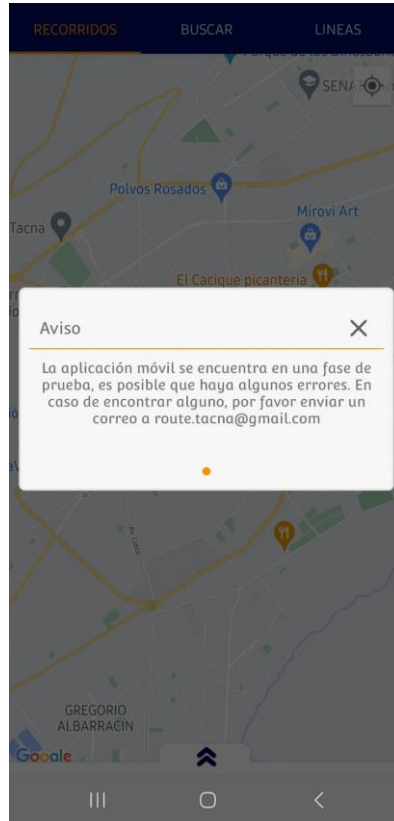 RECORRIDOS BUSCAR LINEAS
SENA
Polvos Rosados
Mirovi Art
Tacna
El Cacique picantería
Aviso
La aplicación móvil se encuentra en una fase de
prueba, es posible que haya algunos errores. En
caso de encontrar alguno, por favor enviar un
correo a route.tacna@gmail.com
GREGORIO
ALBARRACÍN
Google